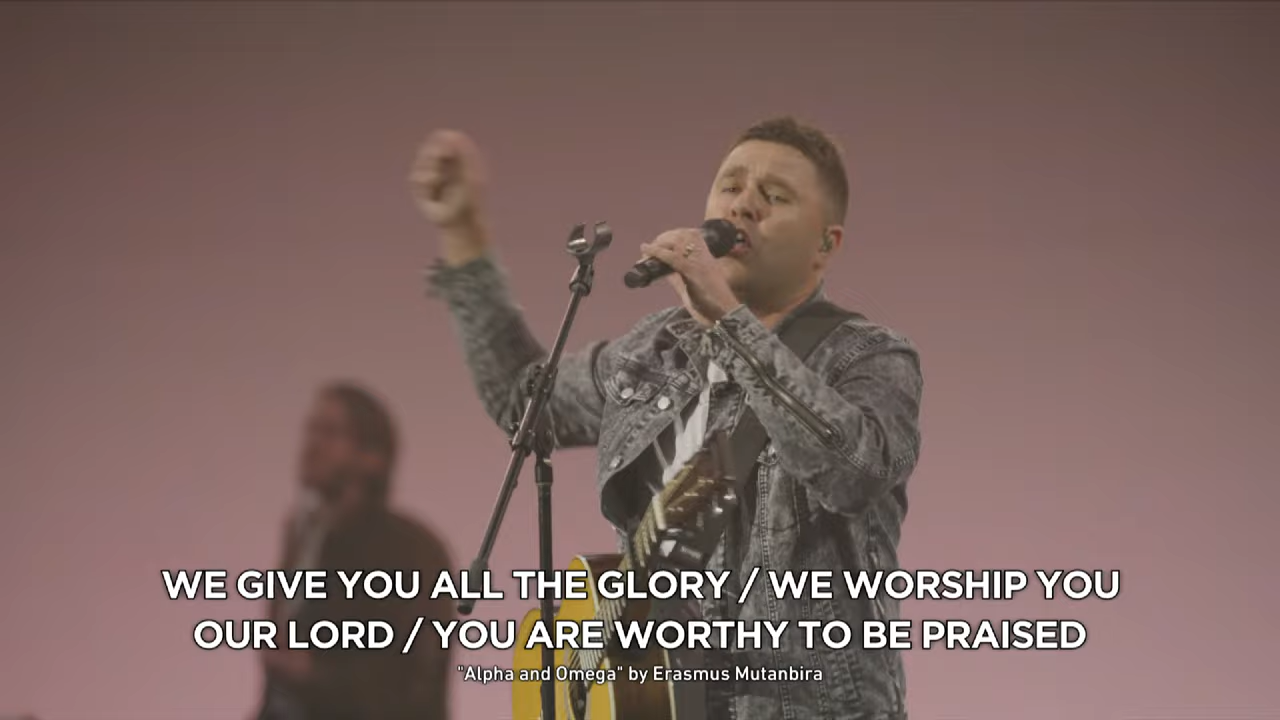 WE GIVE YOU ALL THE GLORY / WE WORSHIP YOU
OUR LORD / YOU ARE WORTHY TO BE PRAISED
"Alpha and Omega" by Erasmus Mutanbira